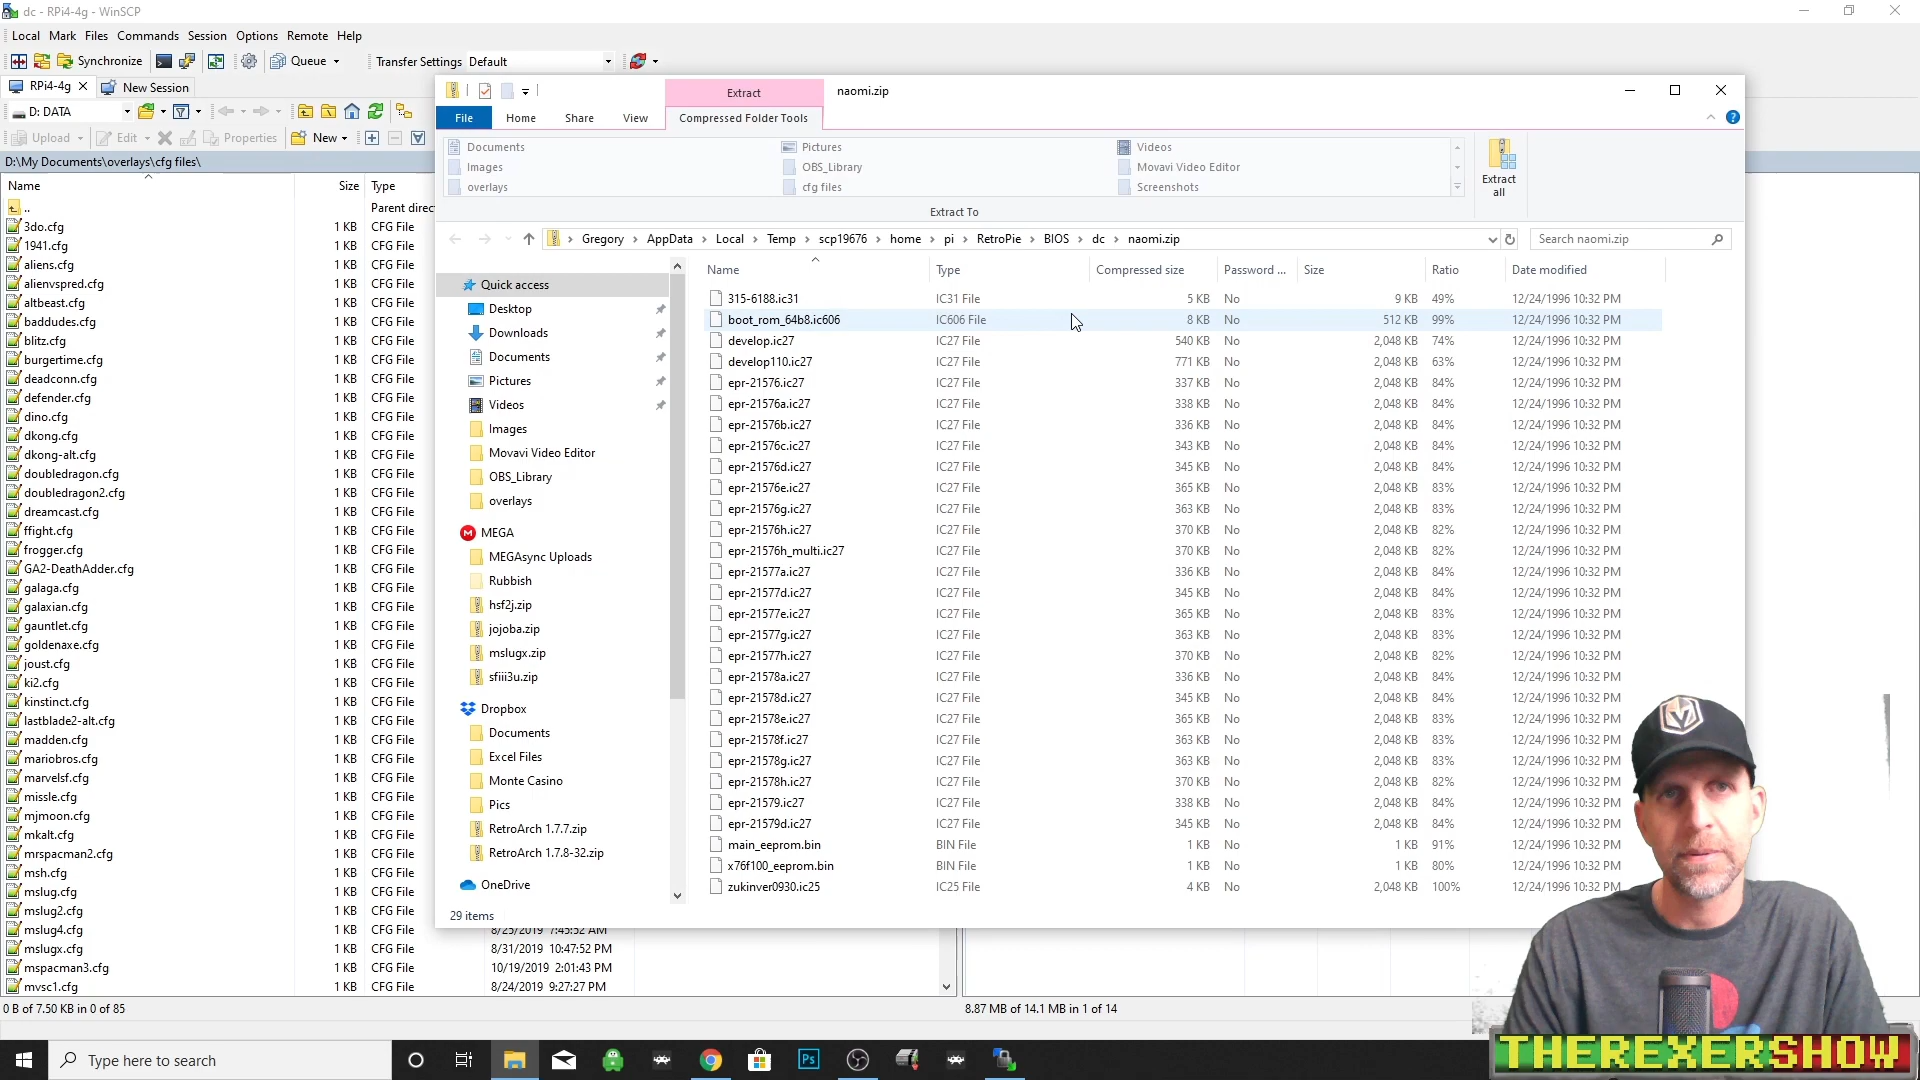 dc - RPi4-4g - WinSCP
Local Mark Files Commands Session Options Remote Help
Synchronize Queue Transfer Settings Default
RPi4-4g New Session
D: DATA
Upload Edit Properties New
D:\My Documents\overlays\cfg files\
Name Size Type
.. Parent direc
3do.cfg 1 KB CFG File
1941.cfg 1 KB CFG File
aliens.cfg 1 KB CFG File
alienvspred.cfg 1 KB CFG File
altbeast.cfg 1 KB CFG File
baddudes.cfg 1 KB CFG File
blitz.cfg 1 KB CFG File
burgertime.cfg 1 KB CFG File
deadconn.cfg 1 KB CFG File
defender.cfg 1 KB CFG File
dino.cfg 1 KB CFG File
dkong.cfg 1 KB CFG File
dkong-alt.cfg 1 KB CFG File
doubledragon.cfg 1 KB CFG File
doubledragon2.cfg 1 KB CFG File
dreamcast.cfg 1 KB CFG File
ffight.cfg 1 KB CFG File
frogger.cfg 1 KB CFG File
GA2-DeathAdder.cfg 1 KB CFG File
galaga.cfg 1 KB CFG File
galaxian.cfg 1 KB CFG File
gauntlet.cfg 1 KB CFG File
goldenaxe.cfg 1 KB CFG File
joust.cfg 1 KB CFG File
ki2.cfg 1 KB CFG File
kinstinct.cfg 1 KB CFG File
lastblade2-alt.cfg 1 KB CFG File
madden.cfg 1 KB CFG File
mariobros.cfg 1 KB CFG File
marvelsf.cfg 1 KB CFG File
missle.cfg 1 KB CFG File
mjmoon.cfg 1 KB CFG File
mkalt.cfg 1 KB CFG File
mrspacman2.cfg 1 KB CFG File
msh.cfg 1 KB CFG File
mslug.cfg 1 KB CFG File
mslug2.cfg 1 KB CFG File
mslug4.cfg 1 KB CFG File 8/25/2019 7:45:52 AM
mslugx.cfg 1 KB CFG File 8/31/2019 10:47:52 PM
mspacman3.cfg 1 KB CFG File 10/19/2019 2:01:43 PM
mvsc1.cfg 1 KB CFG File 8/24/2019 9:27:27 PM
0 B of 7.50 KB in 0 of 85
8.87 MB of 14.1 MB in 1 of 14
Extract naomi.zip
File Home Share View Compressed Folder Tools
Documents Pictures Videos
Images OBS_Library Movavi Video Editor
overlays cfg files Screenshots
Extract To
Extract
all
Gregory AppData Local Temp scp19676 home pi RetroPie BIOS dc naomi.zip
Search naomi.zip
Quick access
Desktop
Downloads
Documents
Pictures
Videos
Images
Movavi Video Editor
OBS_Library
overlays
MEGA
MEGAsync Uploads
Rubbish
hsf2j.zip
jojoba.zip
mslugx.zip
sfiii3u.zip
Dropbox
Documents
Excel Files
Monte Casino
Pics
RetroArch 1.7.7.zip
RetroArch 1.7.8-32.zip
OneDrive
Name Type Compressed size Password ... Size Ratio Date modified
315-6188.ic31 IC31 File 5 KB No 9 KB 49% 12/24/1996 10:32 PM
boot_rom_64b8.ic606 IC606 File 8 KB No 512 KB 99% 12/24/1996 10:32 PM
develop.ic27 IC27 File 540 KB No 2,048 KB 74% 12/24/1996 10:32 PM
develop110.ic27 IC27 File 771 KB No 2,048 KB 63% 12/24/1996 10:32 PM
epr-21576.ic27 IC27 File 337 KB No 2,048 KB 84% 12/24/1996 10:32 PM
epr-21576a.ic27 IC27 File 338 KB No 2,048 KB 84% 12/24/1996 10:32 PM
epr-21576b.ic27 IC27 File 336 KB No 2,048 KB 84% 12/24/1996 10:32 PM
epr-21576c.ic27 IC27 File 343 KB No 2,048 KB 84% 12/24/1996 10:32 PM
epr-21576d.ic27 IC27 File 345 KB No 2,048 KB 84% 12/24/1996 10:32 PM
epr-21576e.ic27 IC27 File 365 KB No 2,048 KB 83% 12/24/1996 10:32 PM
epr-21576g.ic27 IC27 File 363 KB No 2,048 KB 83% 12/24/1996 10:32 PM
epr-21576h.ic27 IC27 File 370 KB No 2,048 KB 82% 12/24/1996 10:32 PM
epr-21576h_multi.ic27 IC27 File 370 KB No 2,048 KB 82% 12/24/1996 10:32 PM
epr-21577a.ic27 IC27 File 336 KB No 2,048 KB 84% 12/24/1996 10:32 PM
epr-21577d.ic27 IC27 File 345 KB No 2,048 KB 84% 12/24/1996 10:32 PM
epr-21577e.ic27 IC27 File 365 KB No 2,048 KB 83% 12/24/1996 10:32 PM
epr-21577g.ic27 IC27 File 363 KB No 2,048 KB 83% 12/24/1996 10:32 PM
epr-21577h.ic27 IC27 File 370 KB No 2,048 KB 82% 12/24/1996 10:32 PM
epr-21578a.ic27 IC27 File 336 KB No 2,048 KB 84% 12/24/1996 10:32 PM
epr-21578d.ic27 IC27 File 345 KB No 2,048 KB 84% 12/24/1996 10:32 PM
epr-21578e.ic27 IC27 File 365 KB No 2,048 KB 83% 12/24/1996 10:32 PM
epr-21578f.ic27 IC27 File 363 KB No 2,048 KB 83% 12/24/1996 10:32 PM
epr-21578g.ic27 IC27 File 363 KB No 2,048 KB 83% 12/24/1996 10:32 PM
epr-21578h.ic27 IC27 File 370 KB No 2,048 KB 82% 12/24/1996 10:32 PM
epr-21579.ic27 IC27 File 338 KB No 2,048 KB 84% 12/24/1996 10:32 PM
epr-21579d.ic27 IC27 File 345 KB No 2,048 KB 84% 12/24/1996 10:32 PM
main_eeprom.bin BIN File 1 KB No 1 KB 91% 12/24/1996 10:32 PM
x76f100_eeprom.bin BIN File 1 KB No 1 KB 80% 12/24/1996 10:32 PM
zukinver0930.ic25 IC25 File 4 KB No 2,048 KB 100% 12/24/1996 10:32 PM
29 items
Type here to search
Ps
THEREXERSHOW